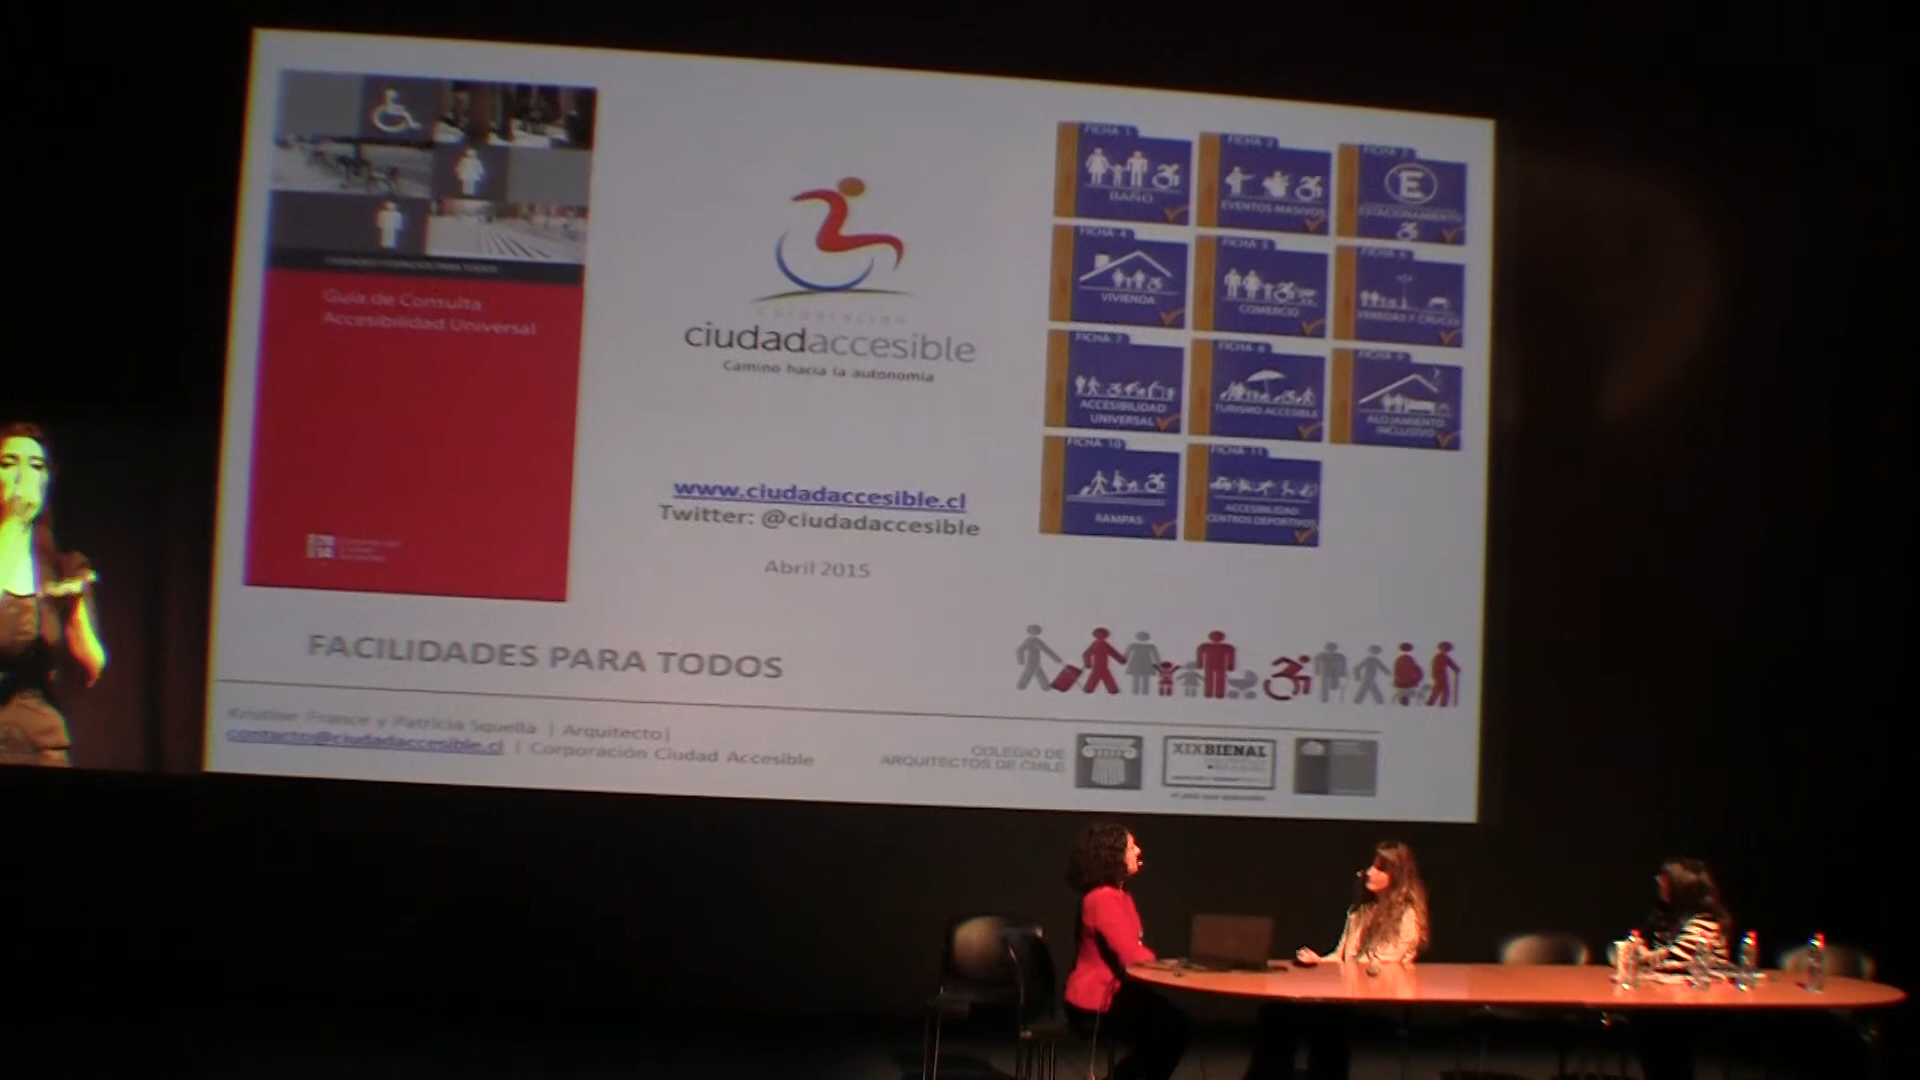 Guía de Consulta
Accesibilidad Universal
ciudadaccesible
Camino hacia la autonomía
www.ciudadaccesible.cl
Twitter: @ciudadaccesible
Abril 2015
FICHA 1
BAÑO
FICHA 2
EVENTOS MASIVOS
FICHA 3
ESTACIONAMIENTO
E
FICHA 4
VIVIENDA
FICHA 5
COMERCIO
FICHA 6
VEREDAS Y CRUCES
FICHA 7
ACCESIBILIDAD
UNIVERSAL
FICHA 8
TURISMO ACCESIBLE
FICHA 9
ALOJAMIENTO
INCLUSIVO
FICHA 10
RAMPAS
FICHA 11
ACCESIBILIDAD
CENTROS DEPORTIVOS
FACILIDADES PARA TODOS
Kristine France y Patricia Squella | Arquitecto|
contacto@ciudadaccesible.cl | Corporación Ciudad Accesible
COLEGIO DE
ARQUITECTOS DE CHILE
XIXBIENAL